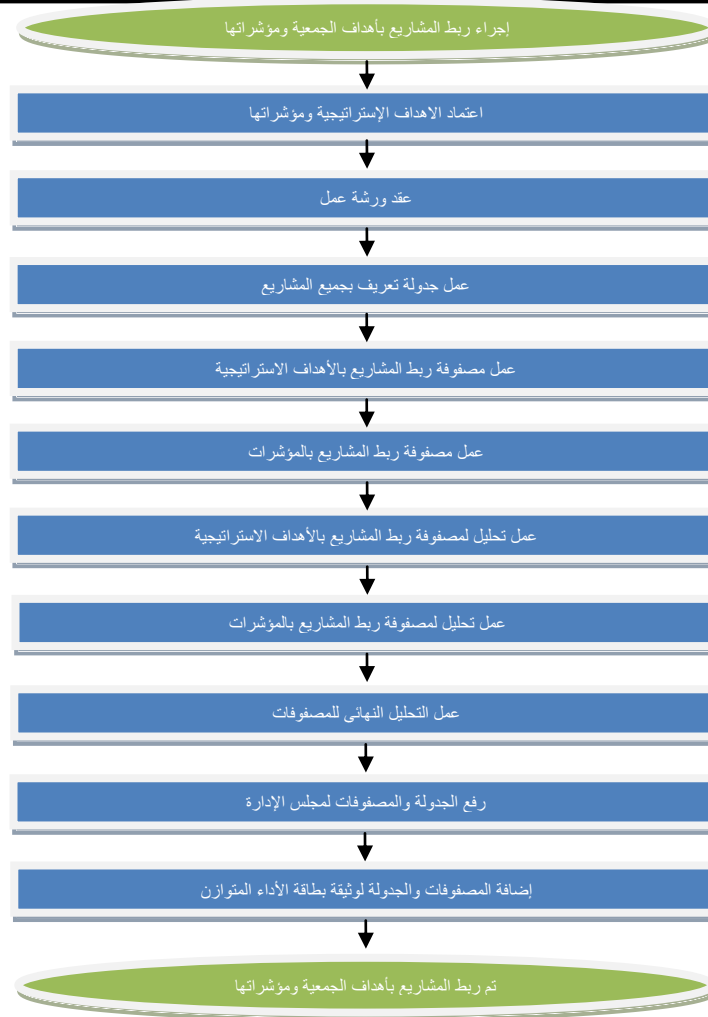 إجراء ربط المشاريع بأهداف الجمعية ومؤشراتها
اعتماد الاهداف الإستراتيجية ومؤشراتها
عقد ورشة عمل
عمل جدولة تعريف بجميع المشاريع
عمل مصفوفة ربط المشاريع بالأهداف الاستراتيجية
عمل مصفوفة ربط المشاريع بالمؤشرات
عمل تحليل لمصفوفة ربط المشاريع بالأهداف الاستراتيجية
عمل تحليل لمصفوفة ربط المشاريع بالمؤشرات
عمل التحليل النهائى للمصفوفات
رفع الجدولة والمصفوفات لمجلس الإدارة
إضافة المصفوفات والجدولة لوثيقة بطاقة الأداء المتوازن
تم ربط المشاريع بأهداف الجمعية ومؤشراتها